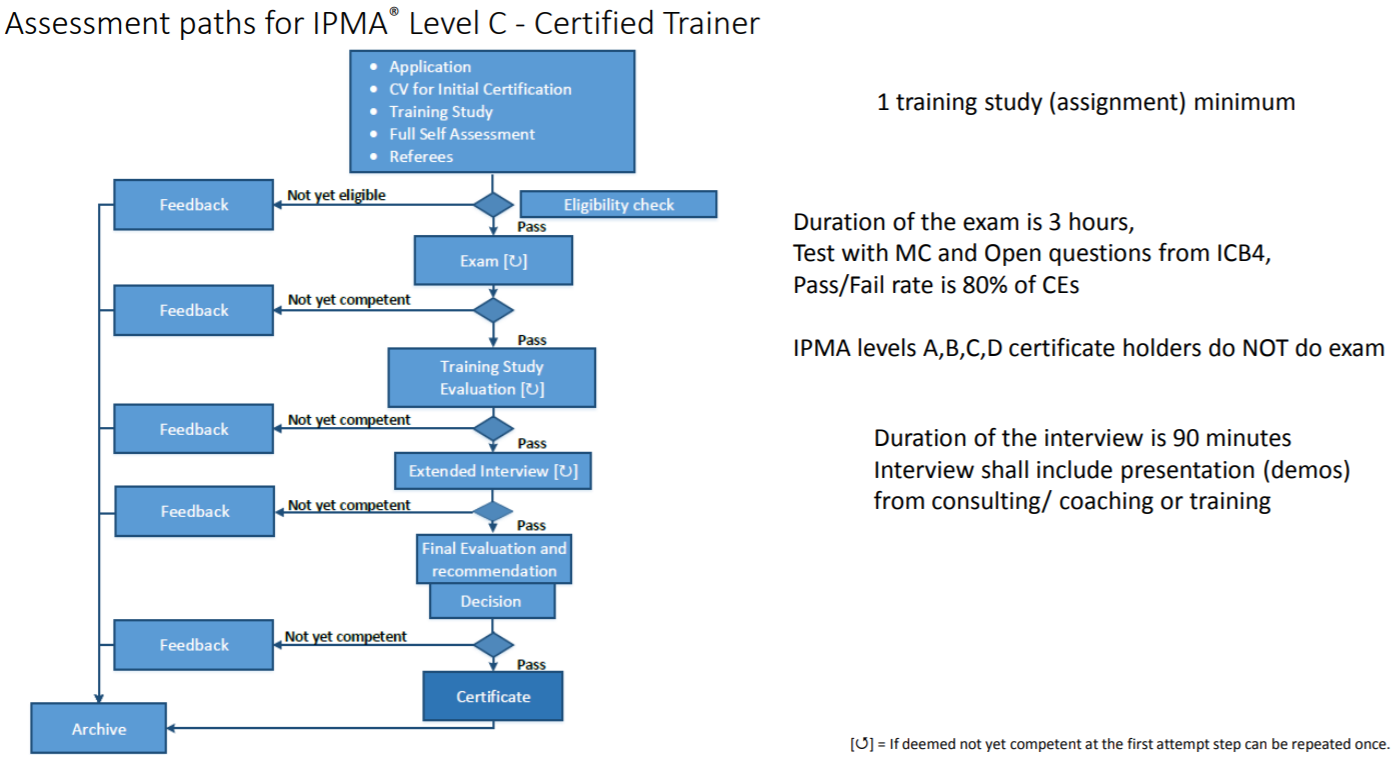 Assessment paths for IPMA® Level C - Certified Trainer
• Application
• CV for Initial Certification
• Training Study
• Full Self Assessment
• Referees
1 training study (assignment) minimum
Not yet eligible
Feedback
Eligibility check
Pass
Duration of the exam is 3 hours,
Test with MC and Open questions from ICB4,
Pass/Fail rate is 80% of CEs
Exam [↻]
Not yet competent
Feedback
Pass
IPMA levels A,B,C,D certificate holders do NOT do exam
Training Study
Evaluation [↻]
Not yet competent
Feedback
Pass
Duration of the interview is 90 minutes
Interview shall include presentation (demos)
from consulting/ coaching or training
Extended Interview [↻]
Not yet competent
Feedback
Pass
Final Evaluation and
recommendation
Decision
Not yet competent
Feedback
Pass
Certificate
Archive
[↺] = If deemed not yet competent at the first attempt step can be repeated once.